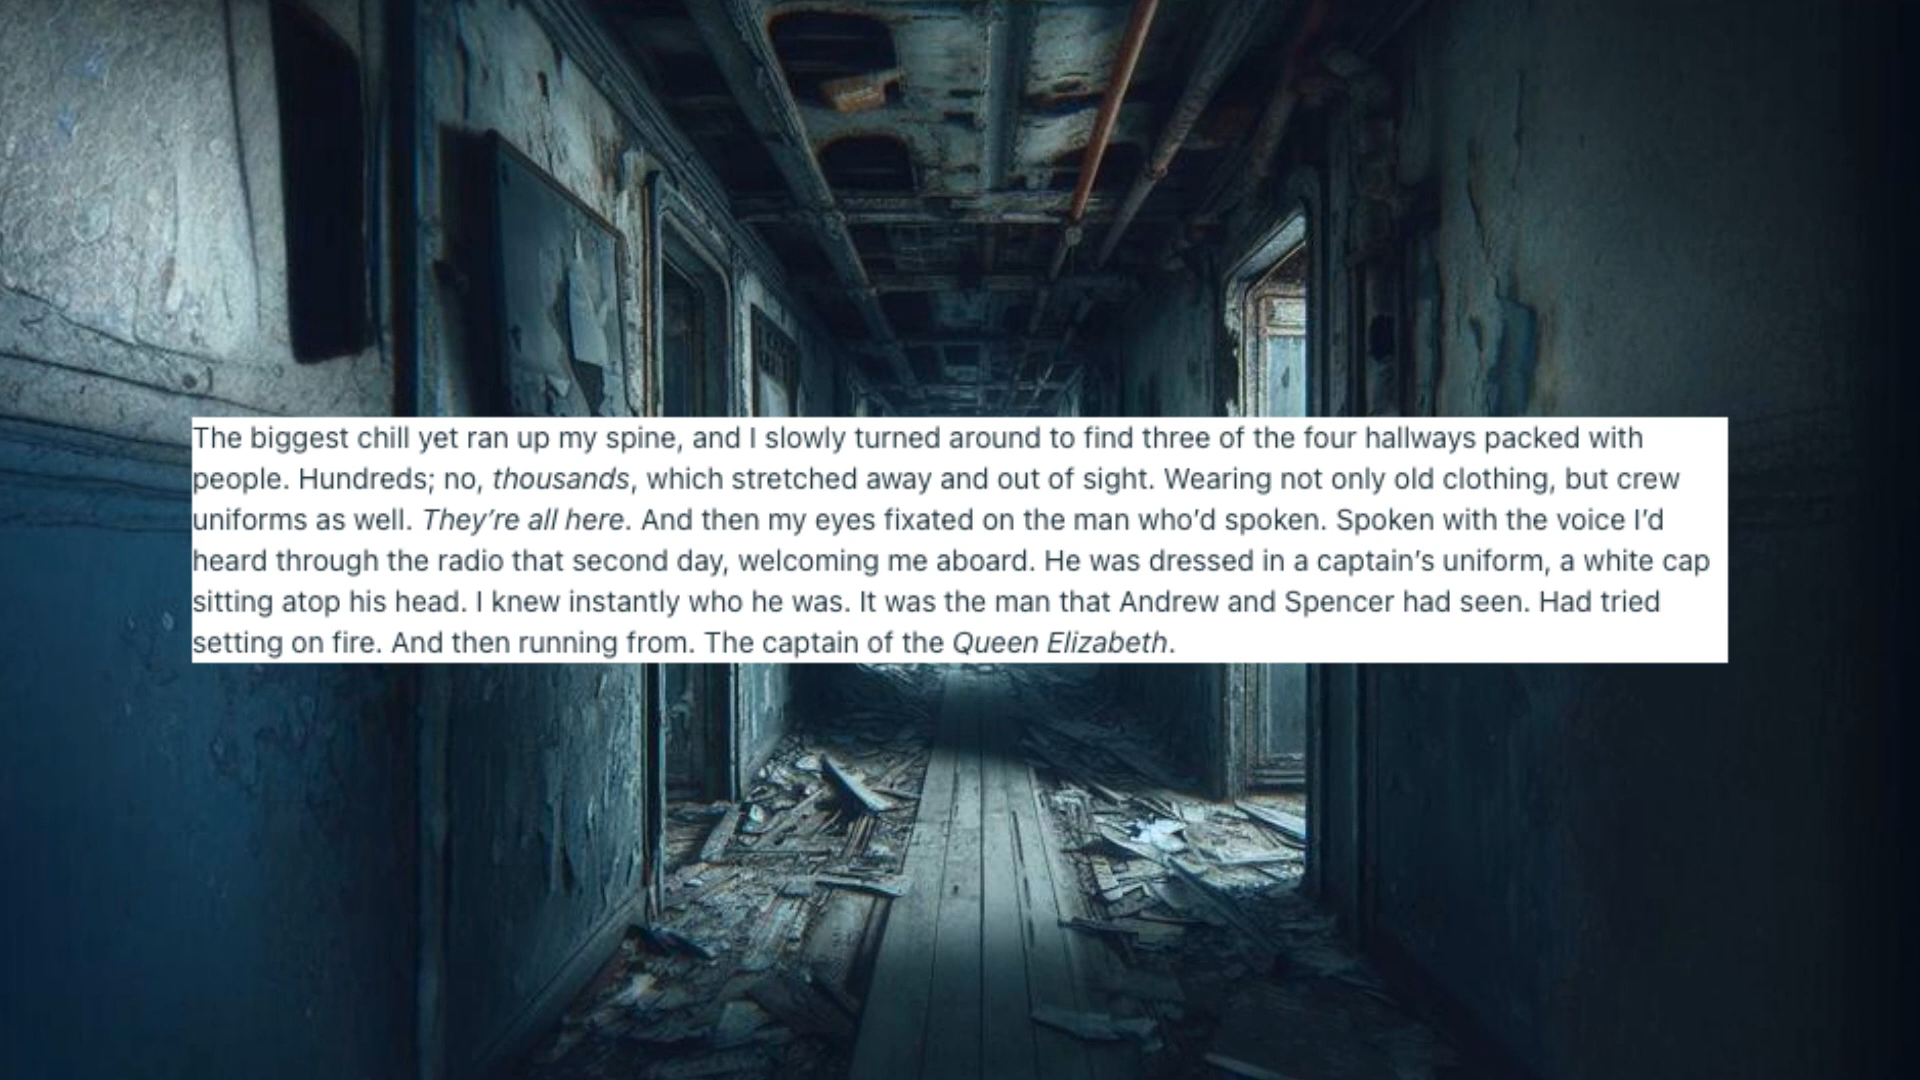 The biggest chill yet ran up my spine, and I slowly turned around to find three of the four hallways packed with
people. Hundreds; no, thousands, which stretched away and out of sight. Wearing not only old clothing, but crew
uniforms as well. They’re all here. And then my eyes fixated on the man who’d spoken. Spoken with the voice I’d
heard through the radio that second day, welcoming me aboard. He was dressed in a captain’s uniform, a white cap
sitting atop his head. I knew instantly who he was. It was the man that Andrew and Spencer had seen. Had tried
setting on fire. And then running from. The captain of the Queen Elizabeth.